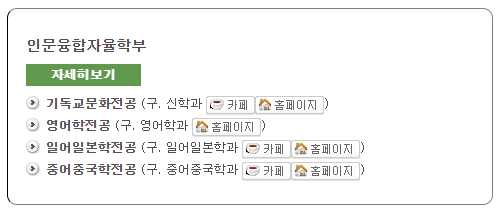 인문융합자율학부
자세히보기
기독교문화전공 (구. 신학과 카페 홈페이지)
영어학전공 (구. 영어학과 홈페이지)
일어일본학전공 (구. 일어일본학과 카페 홈페이지)
중어중국학전공 (구. 중어중국학과 카페 홈페이지)